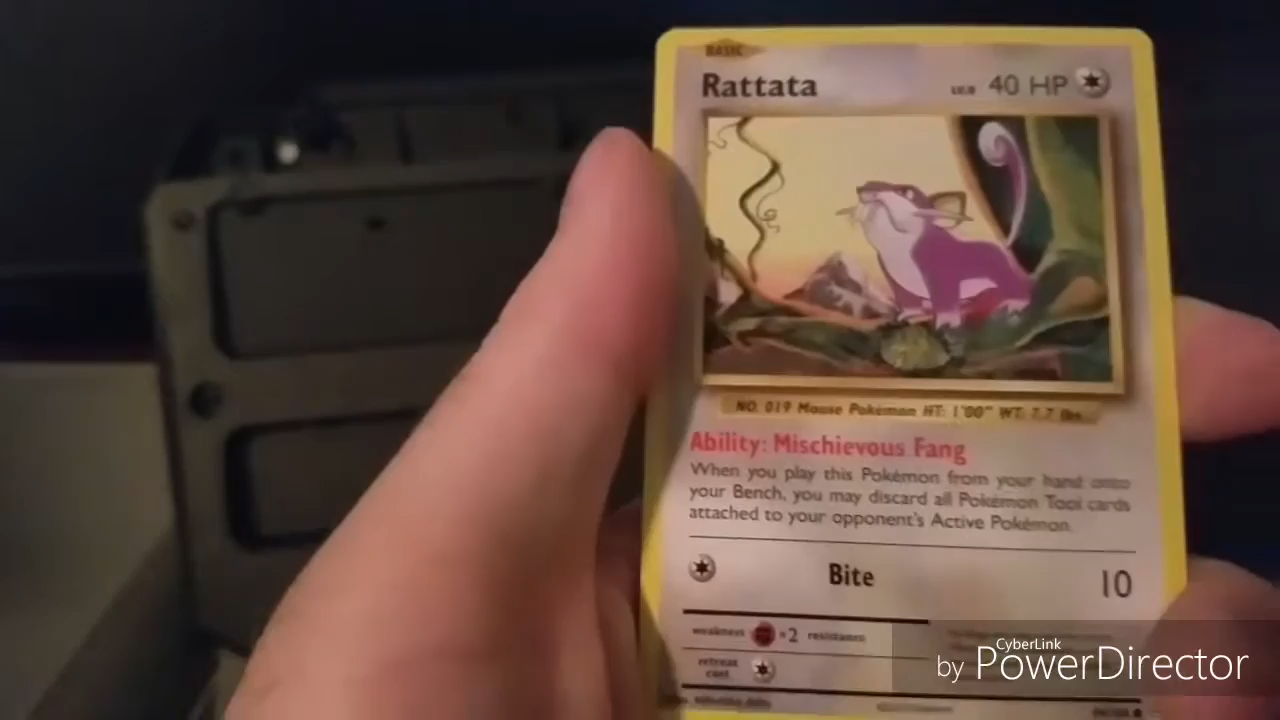 BASIC
Rattata
LV.9 40 HP
NO. 019 Mouse Pokémon HT: 1'00" WT: 7.7 lbs.
Ability: Mischievous Fang
When you play this Pokémon from your hand onto
your Bench, you may discard all Pokémon Tool cards
attached to your opponent's Active Pokémon.
Bite 10
weakness ×2 resistance
retreat
cost
CyberLink
by PowerDirector